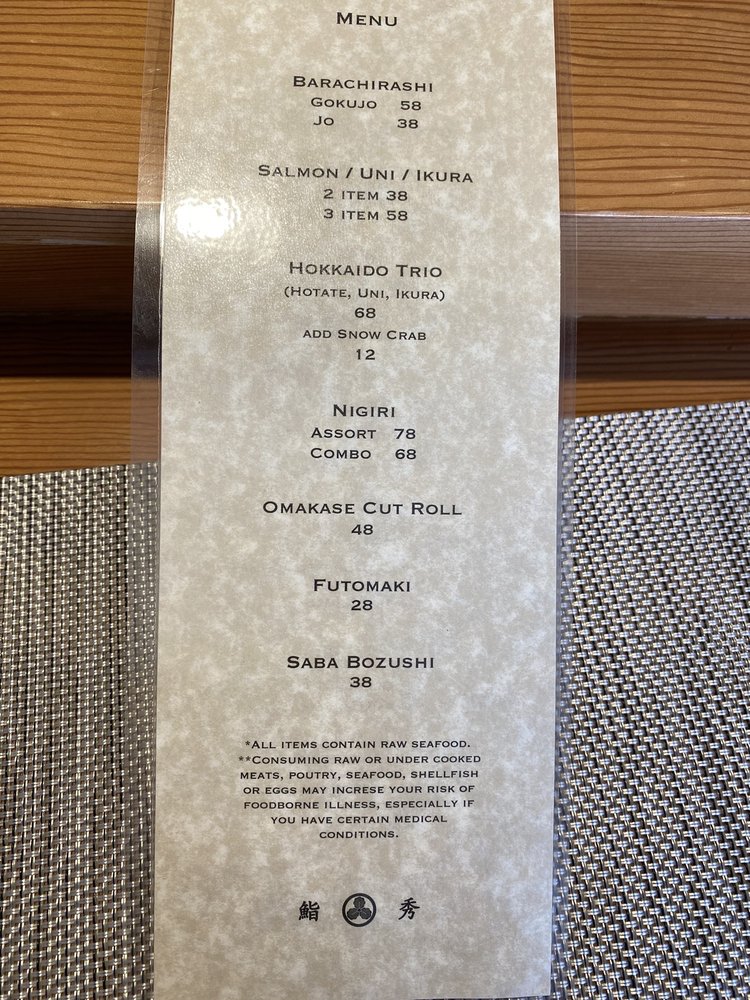 MENU
BARACHIRASHI
GOKUJO 58
JO 38
SALMON / UNI / IKURA
2 ITEM 38
3 ITEM 58
HOKKAIDO TRIO
(HOTATE, UNI, IKURA)
68
ADD SNOW CRAB
12
NIGIRI
ASSORT 78
COMBO 68
OMAKASE CUT ROLL
48
FUTOMAKI
28
SABA BOZUSHI
38
*ALL ITEMS CONTAIN RAW SEAFOOD.
**CONSUMING RAW OR UNDER COOKED
MEATS, POUTRY, SEAFOOD, SHELLFISH
OR EGGS MAY INCRESE YOUR RISK OF
FOODBORNE ILLNESS, ESPECIALLY IF
YOU HAVE CERTAIN MEDICAL
CONDITIONS.
鮨 秀